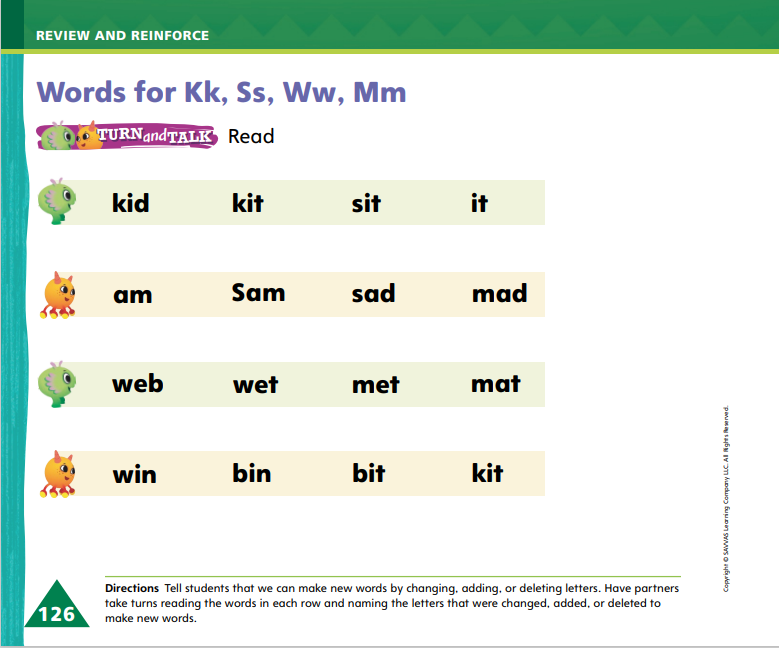 REVIEW AND REINFORCE
Words for Kk, Ss, Ww, Mm
TURNandTALK Read
kid kit sit it
am Sam sad mad
web wet met mat
win bin bit kit
Copyright © SAVVAS Learning Company LLC. All Rights Reserved.
Directions Tell students that we can make new words by changing, adding, or deleting letters. Have partners
take turns reading the words in each row and naming the letters that were changed, added, or deleted to
make new words.
126